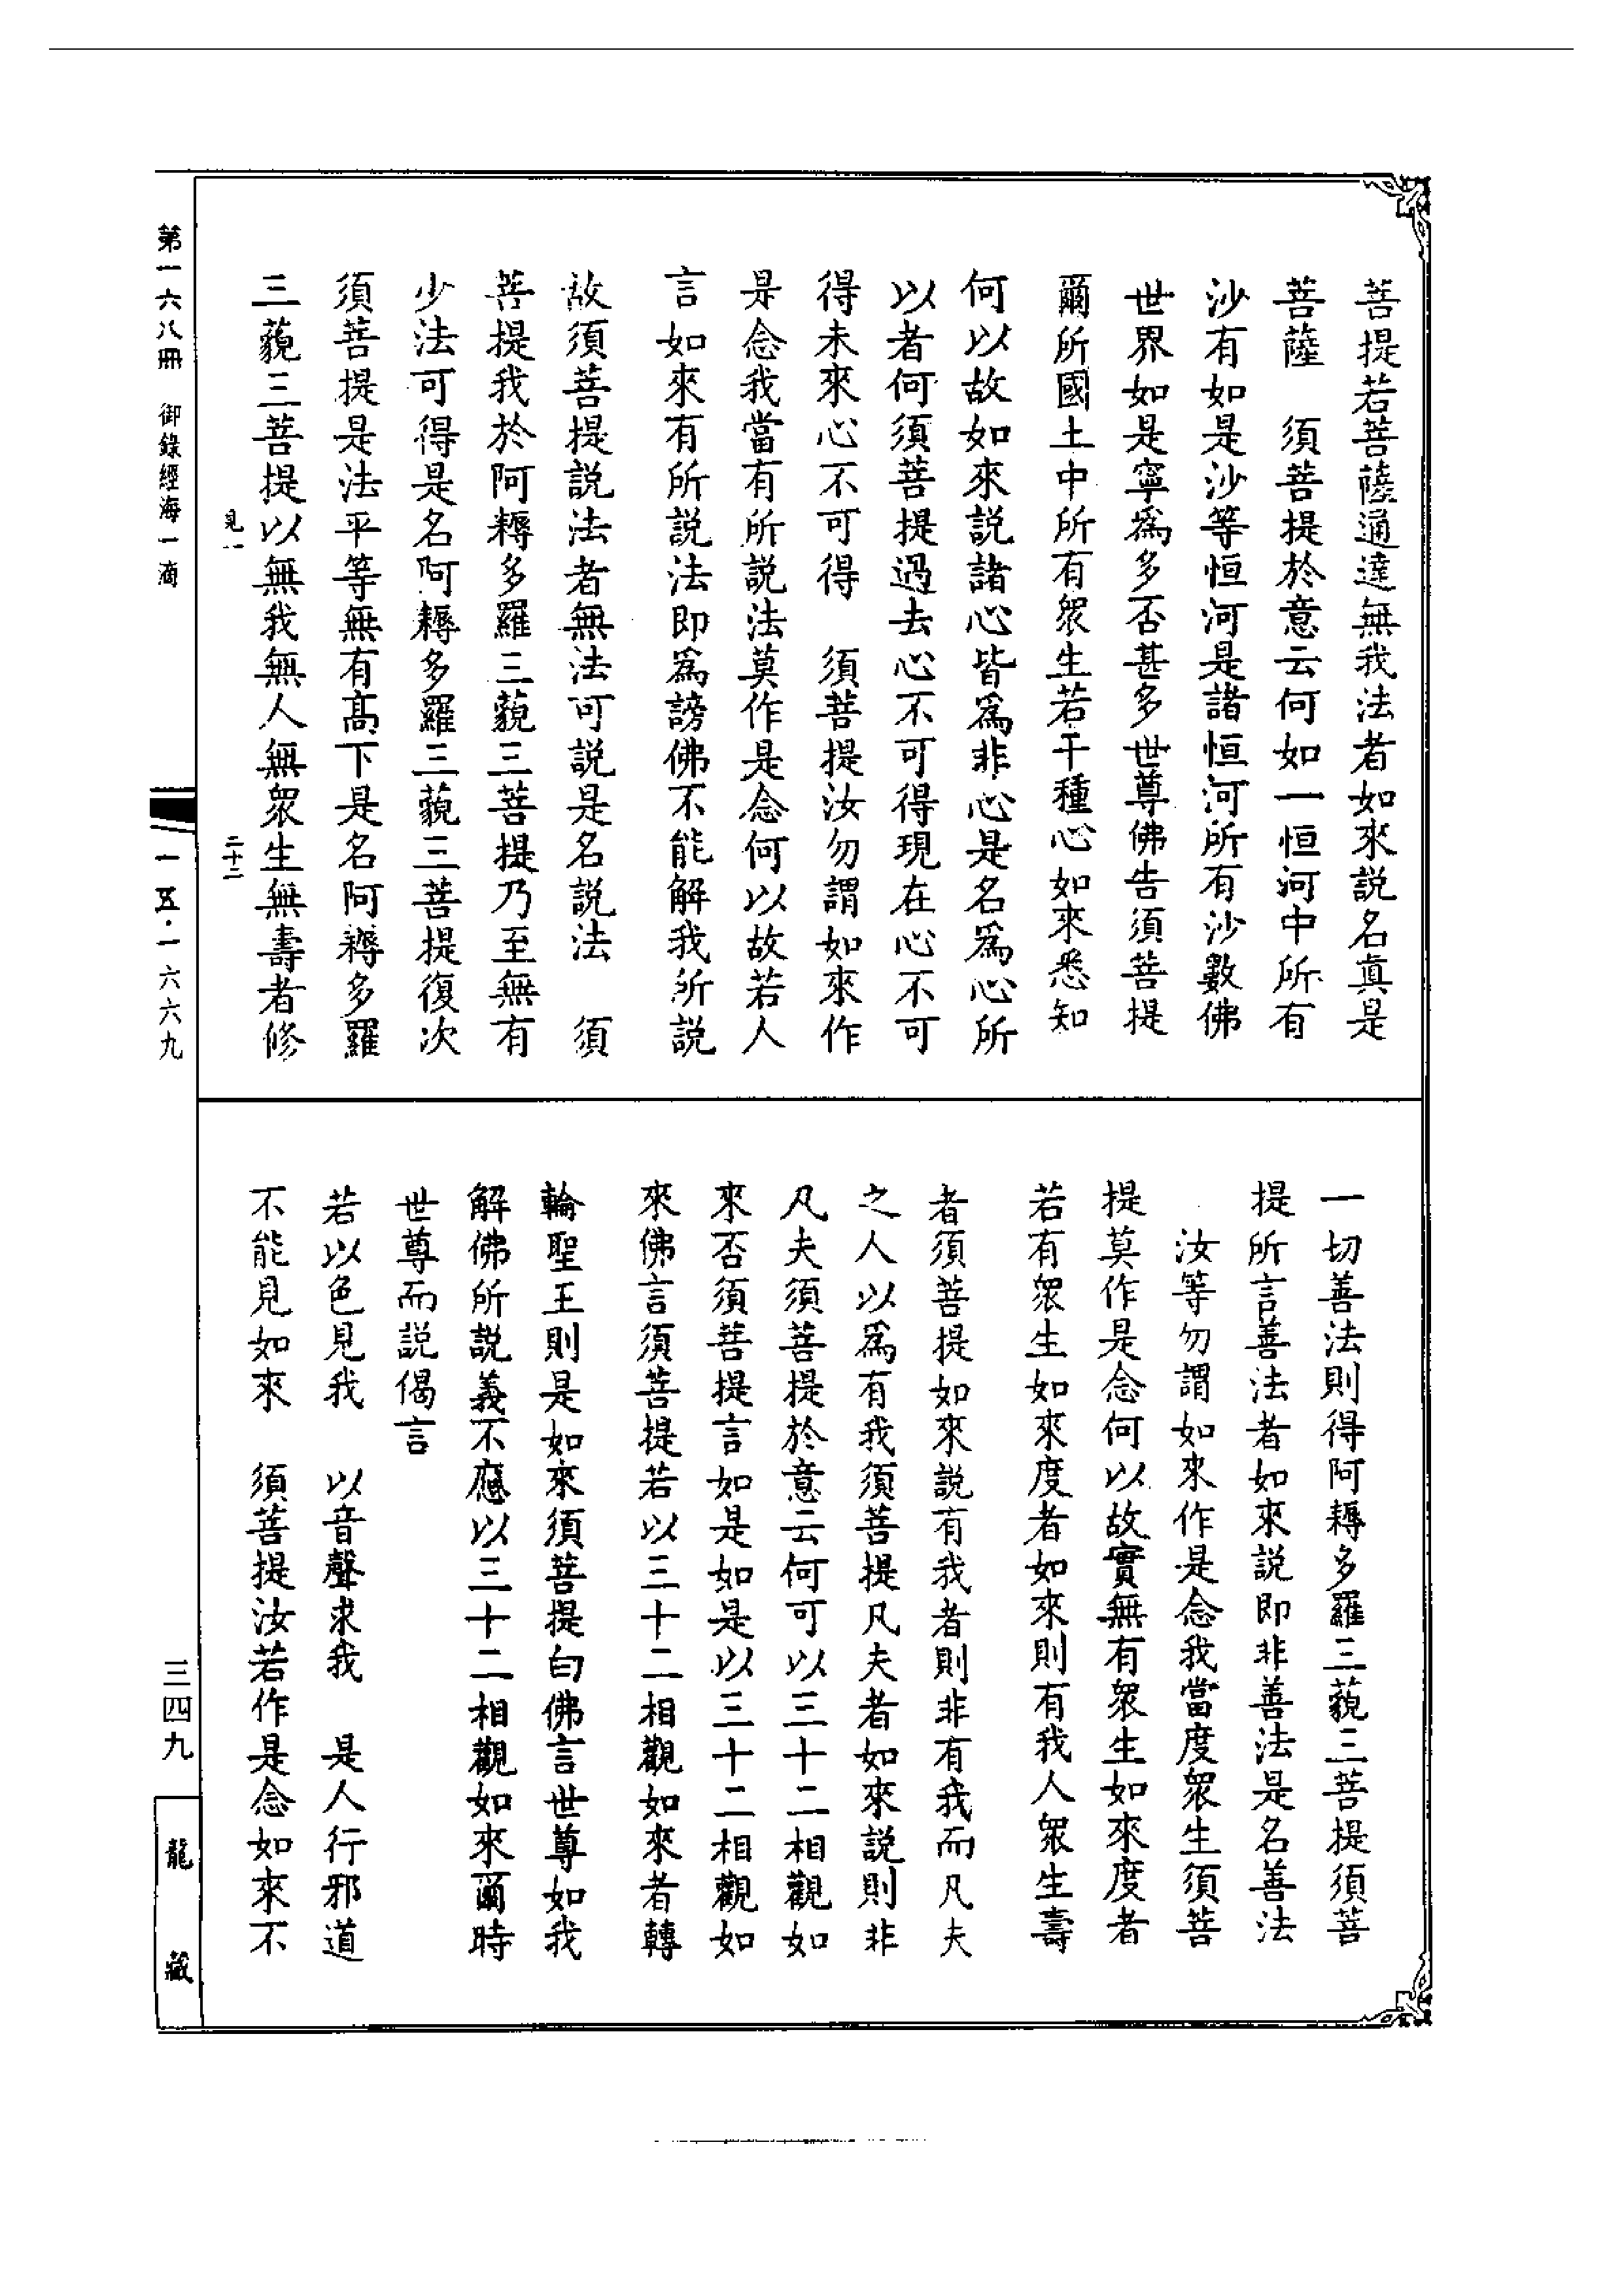 菩提若菩薩通達無我法者如來説名真是
菩薩　須菩提於意云何如一恒河中所有
沙有如是沙等恒河是諸恒河所有沙數佛
世界如是寧爲多否甚多世尊佛告須菩提
爾所國土中所有衆生若干種心如來悉知
何以故如來説諸心皆爲非心是名爲心所
以者何須菩提過去心不可得現在心不可
得未來心不可得　須菩提汝勿謂如來作
是念我當有所説法莫作是念何以故若人
言如來有所説法即爲謗佛不能解我所説
故須菩提説法者無法可説是名説法　須
菩提我於阿耨多羅三藐三菩提乃至無有
少法可得是名阿耨多羅三藐三菩提復次
須菩提是法平等無有高下是名阿耨多羅
三藐三菩提以無我無人無衆生無壽者修
見一　二十二
一切善法則得阿耨多羅三藐三菩提須菩
提所言善法者如來説即非善法是名善法
汝等勿謂如來作是念我當度衆生須菩
提莫作是念何以故實無有衆生如來度者
若有衆生如來度者如來則有我人衆生壽
者須菩提如來説有我者則非有我而凡夫
之人以爲有我須菩提凡夫者如來説則非
凡夫須菩提於意云何可以三十二相觀如
來否須菩提言如是如是以三十二相觀如
來佛言須菩提若以三十二相觀如來者轉
輪聖王則是如來須菩提白佛言世尊如我
解佛所説義不應以三十二相觀如來爾時
世尊而説偈言
若以色見我　以音聲求我　是人行邪道
不能見如來　須菩提汝若作是念如來不
第一六八冊　御錄經海一滴　一五·一六六九　三四九　龍藏